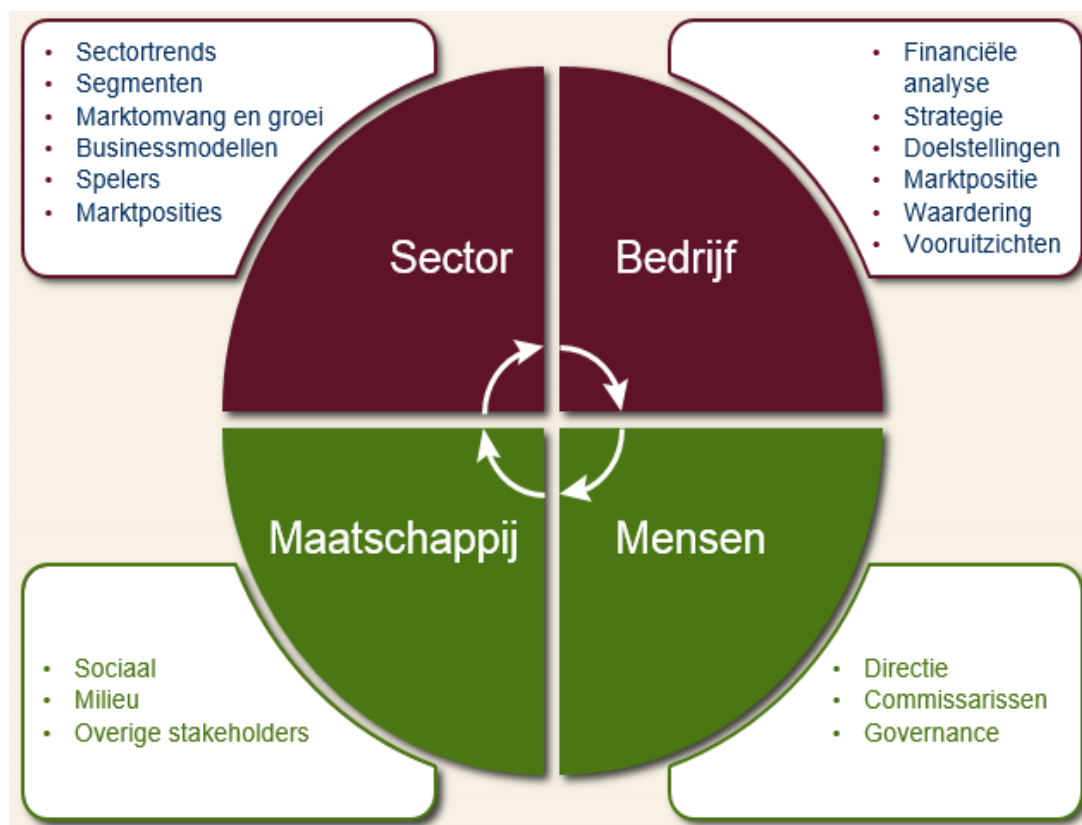 • Sectortrends
• Segmenten
• Marktomvang en groei
• Businessmodellen
• Spelers
• Marktposities
• Financiële
analyse
• Strategie
• Doelstellingen
• Marktpositie
• Waardering
• Vooruitzichten
Sector
Bedrijf
Maatschappij
Mensen
• Sociaal
• Milieu
• Overige stakeholders
• Directie
• Commissarissen
• Governance